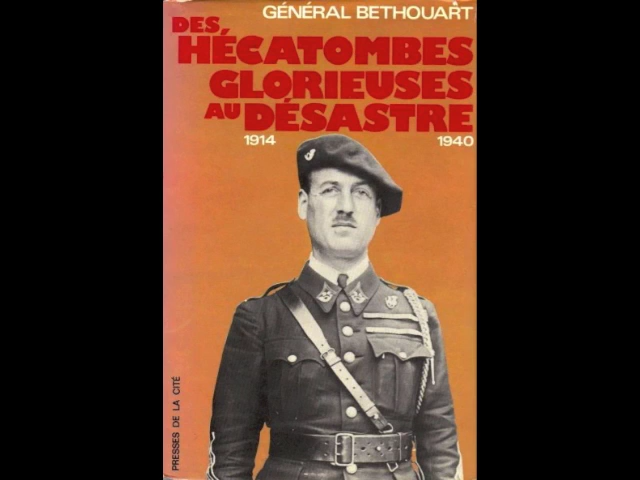 GÉNÉRAL BETHOUART
DES HÉCATOMBES
GLORIEUSES
AU DÉSASTRE
1914 1940
PRESSES DE LA CITÉ